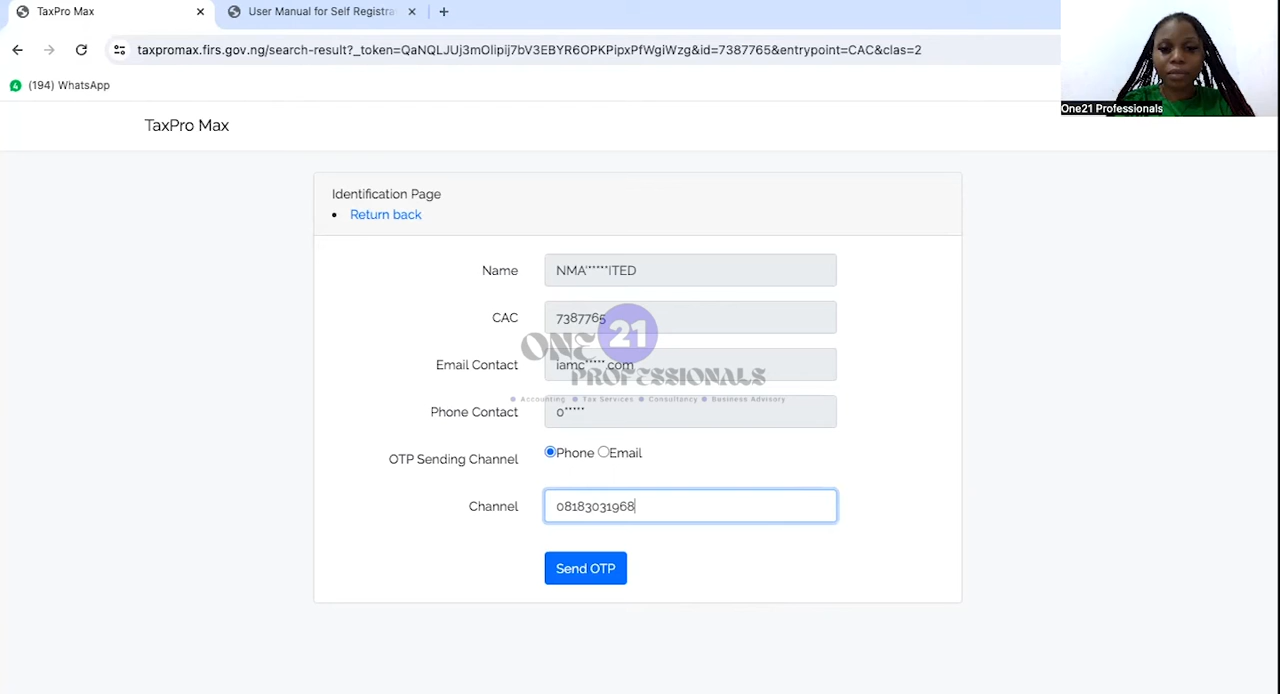 TaxPro Max
User Manual for Self Registra
taxpromax.firs.gov.ng/search-result?_token=QaNQLJUj3mOlipij7bV3EBYR6OPKPipxPfWgiWzg&id=7387765&entrypoint=CAC&clas=2
(194) WhatsApp
One21 Professionals
TaxPro Max
Identification Page
Return back
Name NMA*****ITED
CAC 7387765
ONE 21
Email Contact iamc*****.com
PROFESSIONALS
Accounting Tax Services Consultancy Business Advisory
Phone Contact 0*****
OTP Sending Channel Phone Email
Channel 08183031968
Send OTP